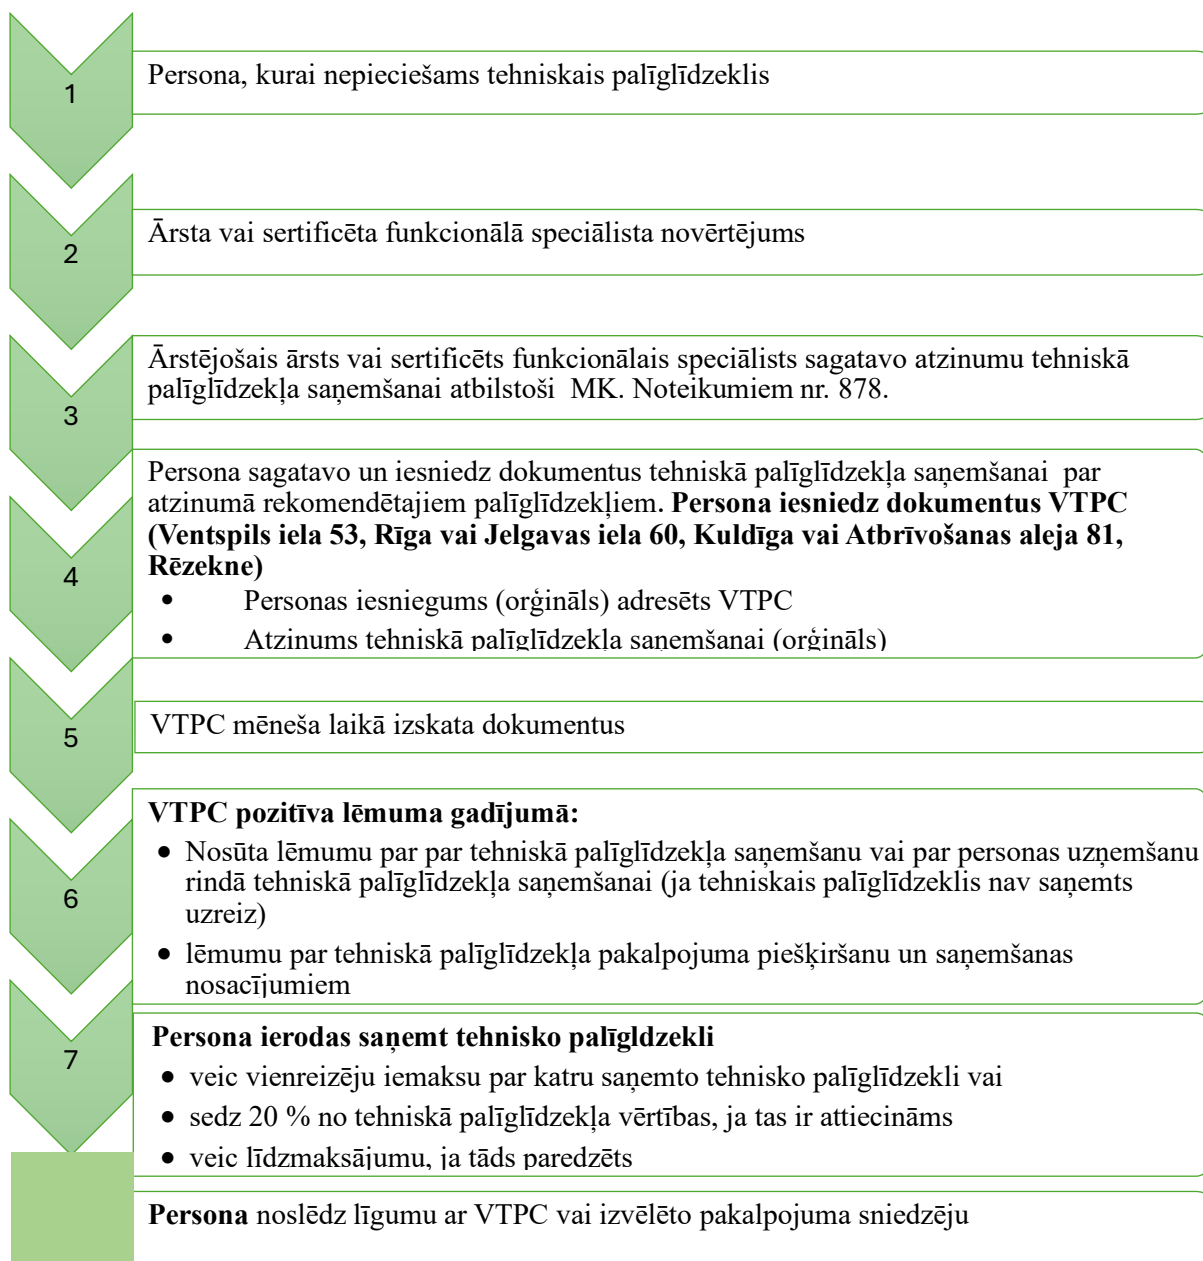 1
Persona, kurai nepieciešams tehniskais palīglīdzeklis
2
Ārsta vai sertificēta funkcionālā speciālista novērtējums
3
Ārstējošais ārsts vai sertificēts funkcionālais speciālists sagatavo atzinumu tehniskā
palīglīdzekļa saņemšanai atbilstoši  MK. Noteikumiem nr. 878.
4
Persona sagatavo un iesniedz dokumentus tehniskā palīglīdzekļa saņemšanai  par
atzinumā rekomendētajiem palīglīdzekļiem. Persona iesniedz dokumentus VTPC
(Ventspils iela 53, Rīga vai Jelgavas iela 60, Kuldīga vai Atbrīvošanas aleja 81,
Rēzekne)
• Personas iesniegums (orģināls) adresēts VTPC
• Atzinums tehniskā palīglīdzekļa saņemšanai (orģināls)
5
VTPC mēneša laikā izskata dokumentus
6
VTPC pozitīva lēmuma gadījumā:
• Nosūta lēmumu par par tehniskā palīglīdzekļa saņemšanu vai par personas uzņemšanu
rindā tehniskā palīglīdzekļa saņemšanai (ja tehniskais palīglīdzeklis nav saņemts
uzreiz)
• lēmumu par tehniskā palīglīdzekļa pakalpojuma piešķiršanu un saņemšanas
nosacījumiem
7
Persona ierodas saņemt tehnisko palīgldzekli
• veic vienreizēju iemaksu par katru saņemto tehnisko palīglīdzekli vai
• sedz 20 % no tehniskā palīglīdzekļa vērtības, ja tas ir attiecināms
• veic līdzmaksājumu, ja tāds paredzēts
Persona noslēdz līgumu ar VTPC vai izvēlēto pakalpojuma sniedzēju